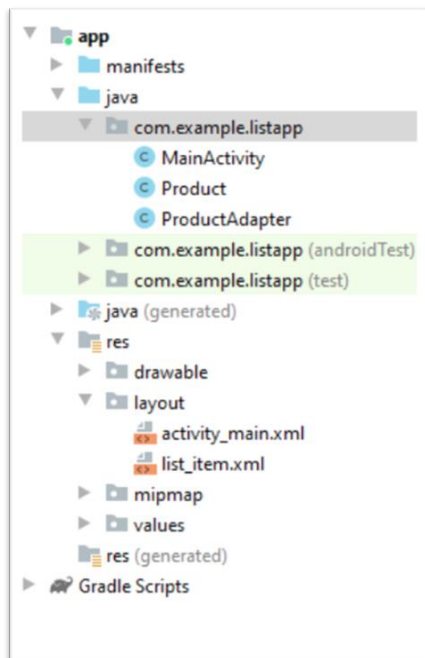 app
manifests
java
com.example.listapp
MainActivity
Product
ProductAdapter
com.example.listapp (androidTest)
com.example.listapp (test)
java (generated)
res
drawable
layout
activity_main.xml
list_item.xml
mipmap
values
res (generated)
Gradle Scripts